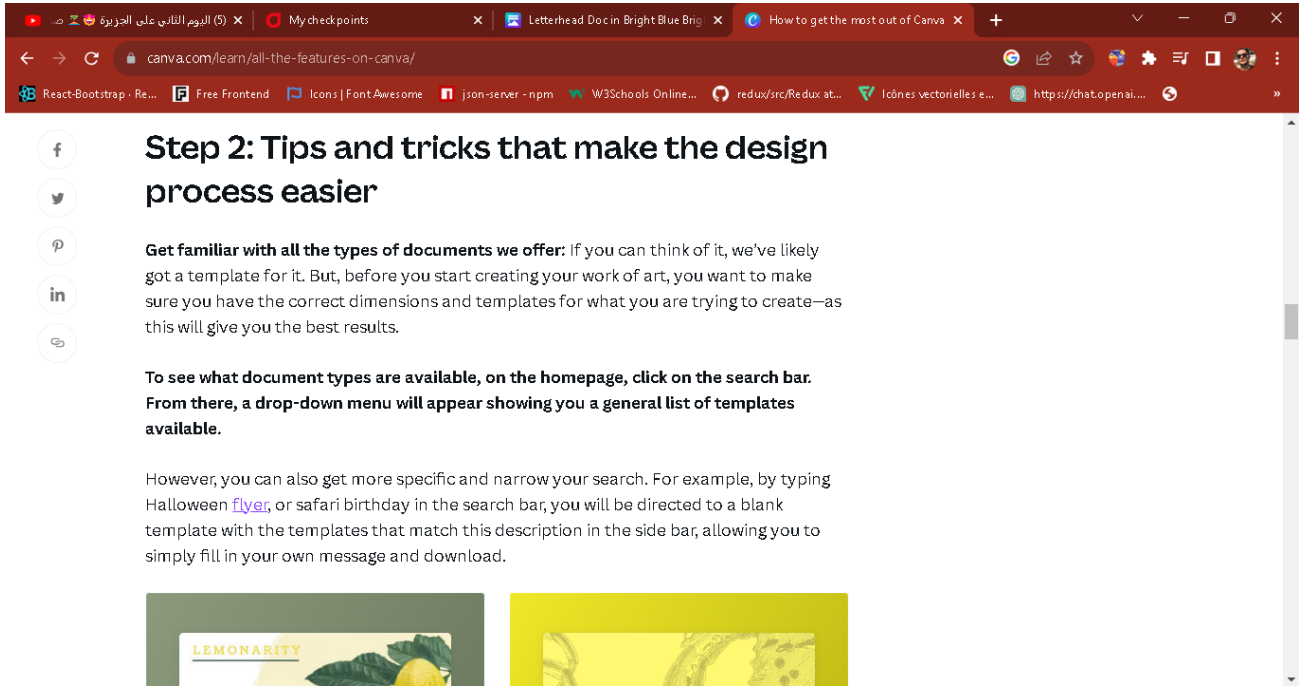 (5) اليوم الثاني على الجزيرة
My checkpoints
Letterhead Doc in Bright Blue Brig
How to get the most out of Canva
canva.com/learn/all-the-features-on-canva/
React-Bootstrap · Re...
Free Frontend
Icons | Font Awesome
json-server - npm
W3Schools Online...
redux/src/Redux at...
Icônes vectorielles e...
https://chat.openai....
»
Step 2: Tips and tricks that make the design
process easier
Get familiar with all the types of documents we offer: If you can think of it, we’ve likely
got a template for it. But, before you start creating your work of art, you want to make
sure you have the correct dimensions and templates for what you are trying to create—as
this will give you the best results.
To see what document types are available, on the homepage, click on the search bar.
From there, a drop-down menu will appear showing you a general list of templates
available.
However, you can also get more specific and narrow your search. For example, by typing
Halloween flyer, or safari birthday in the search bar, you will be directed to a blank
template with the templates that match this description in the side bar, allowing you to
simply fill in your own message and download.
LEMONARITY